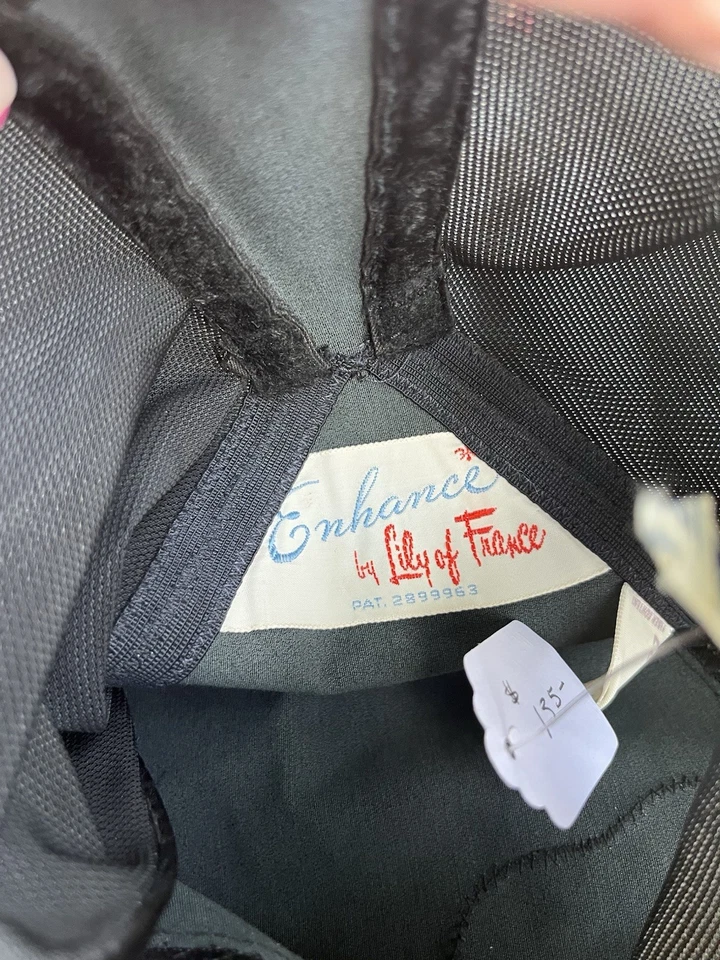 Enhance
by Lily of France
PAT. 2899963
$
135-